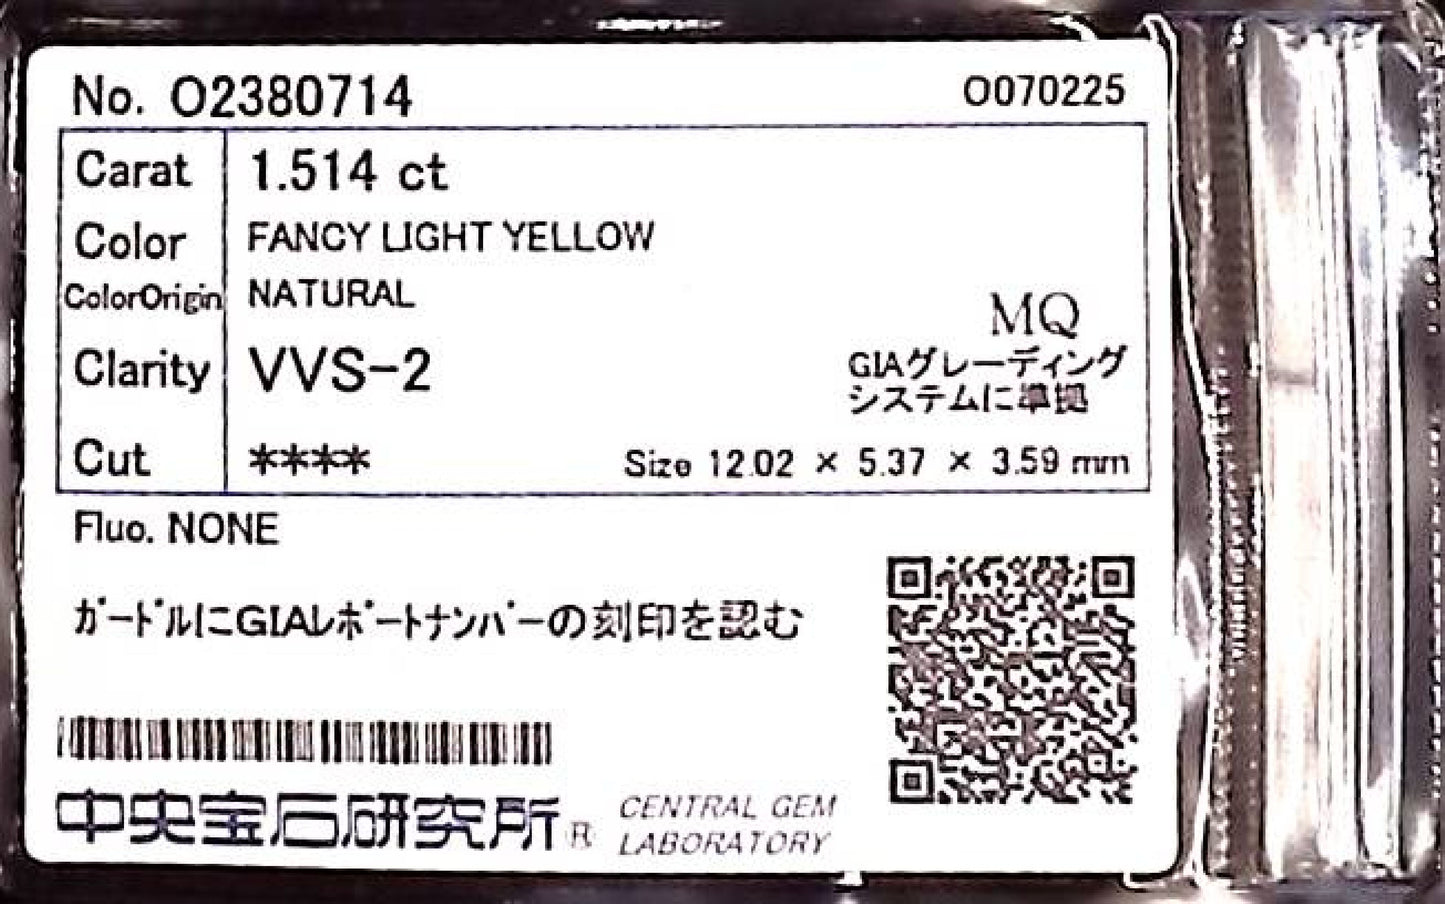 No. O2380714
O070225
Carat 1.514 ct
Color FANCY LIGHT YELLOW
ColorOrigin NATURAL
MQ
Clarity VVS-2
GIAグレーディング
システムに準拠
Cut ****
Size 12.02 × 5.37 × 3.59 mm
Fluo. NONE
ガードルにGIAレポートナンバーの刻印を認む
中央宝石研究所® CENTRAL GEM
LABORATORY